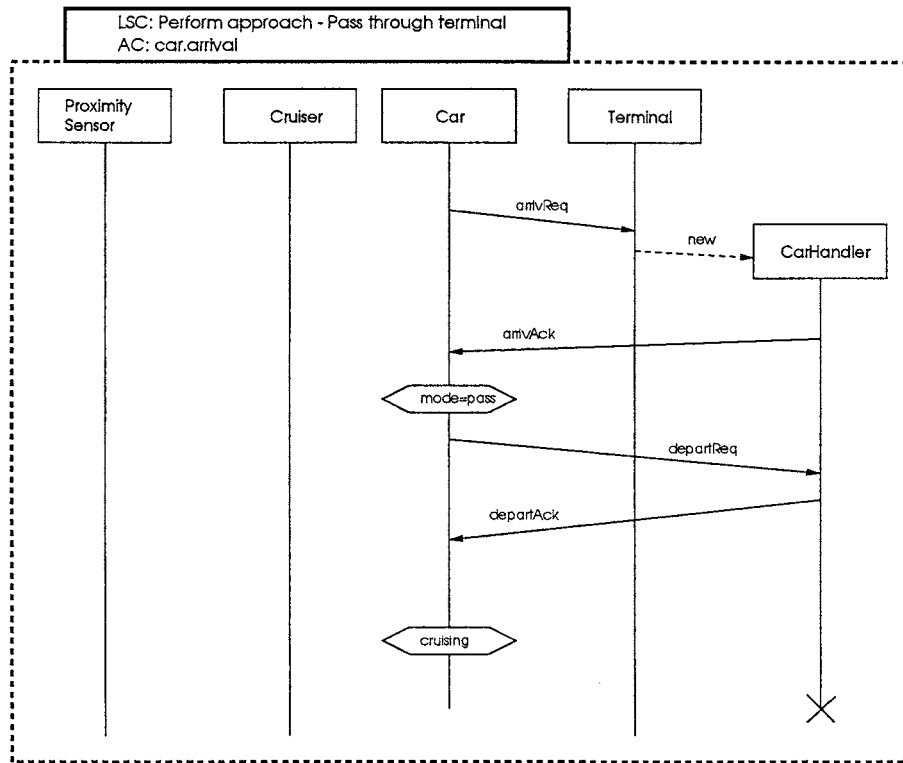 LSC: Perform approach - Pass through terminal
AC: car.arrival
Proximity
Sensor
Cruiser
Car
Terminal
arrivReq
new
CarHandler
arrivAck
mode=pass
departReq
departAck
cruising